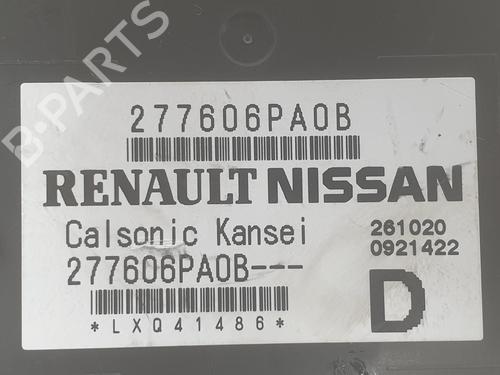 277606PA0B
RENAULT NISSAN
Calsonic Kansei 261020
277606PA0B--- 0921422
*LXQ41486* D
B-PARTS